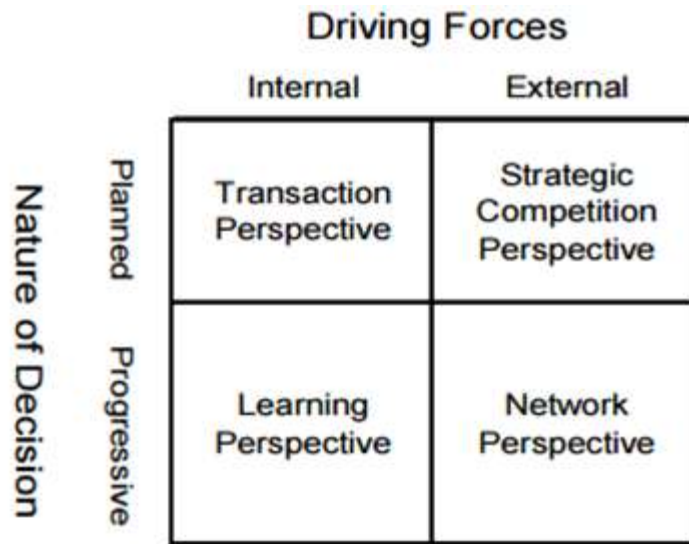 Driving Forces
Internal External
Nature of Decision
Planned
Transaction
Perspective
Strategic
Competition
Perspective
Progressive
Learning
Perspective
Network
Perspective